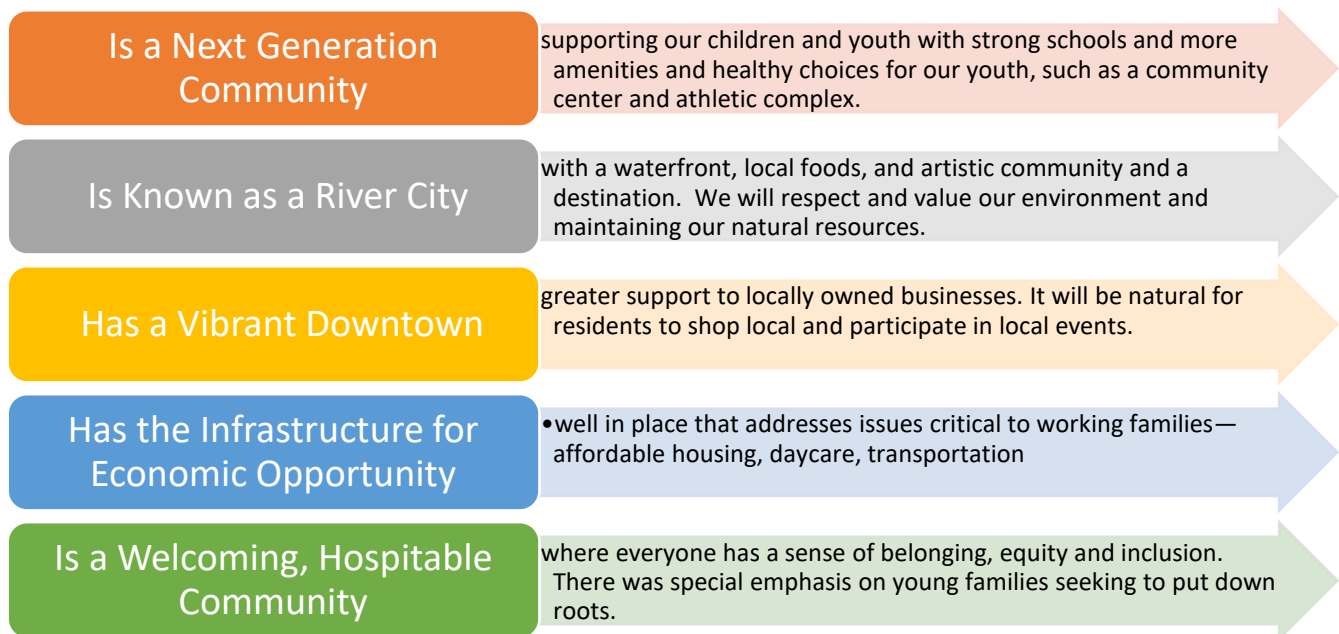 Is a Next Generation
Community
supporting our children and youth with strong schools and more
amenities and healthy choices for our youth, such as a community
center and athletic complex.
Is Known as a River City
with a waterfront, local foods, and artistic community and a
destination.  We will respect and value our environment and
maintaining our natural resources.
Has a Vibrant Downtown
greater support to locally owned businesses. It will be natural for
residents to shop local and participate in local events.
Has the Infrastructure for
Economic Opportunity
•well in place that addresses issues critical to working families—
affordable housing, daycare, transportation
Is a Welcoming, Hospitable
Community
where everyone has a sense of belonging, equity and inclusion.
There was special emphasis on young families seeking to put down
roots.